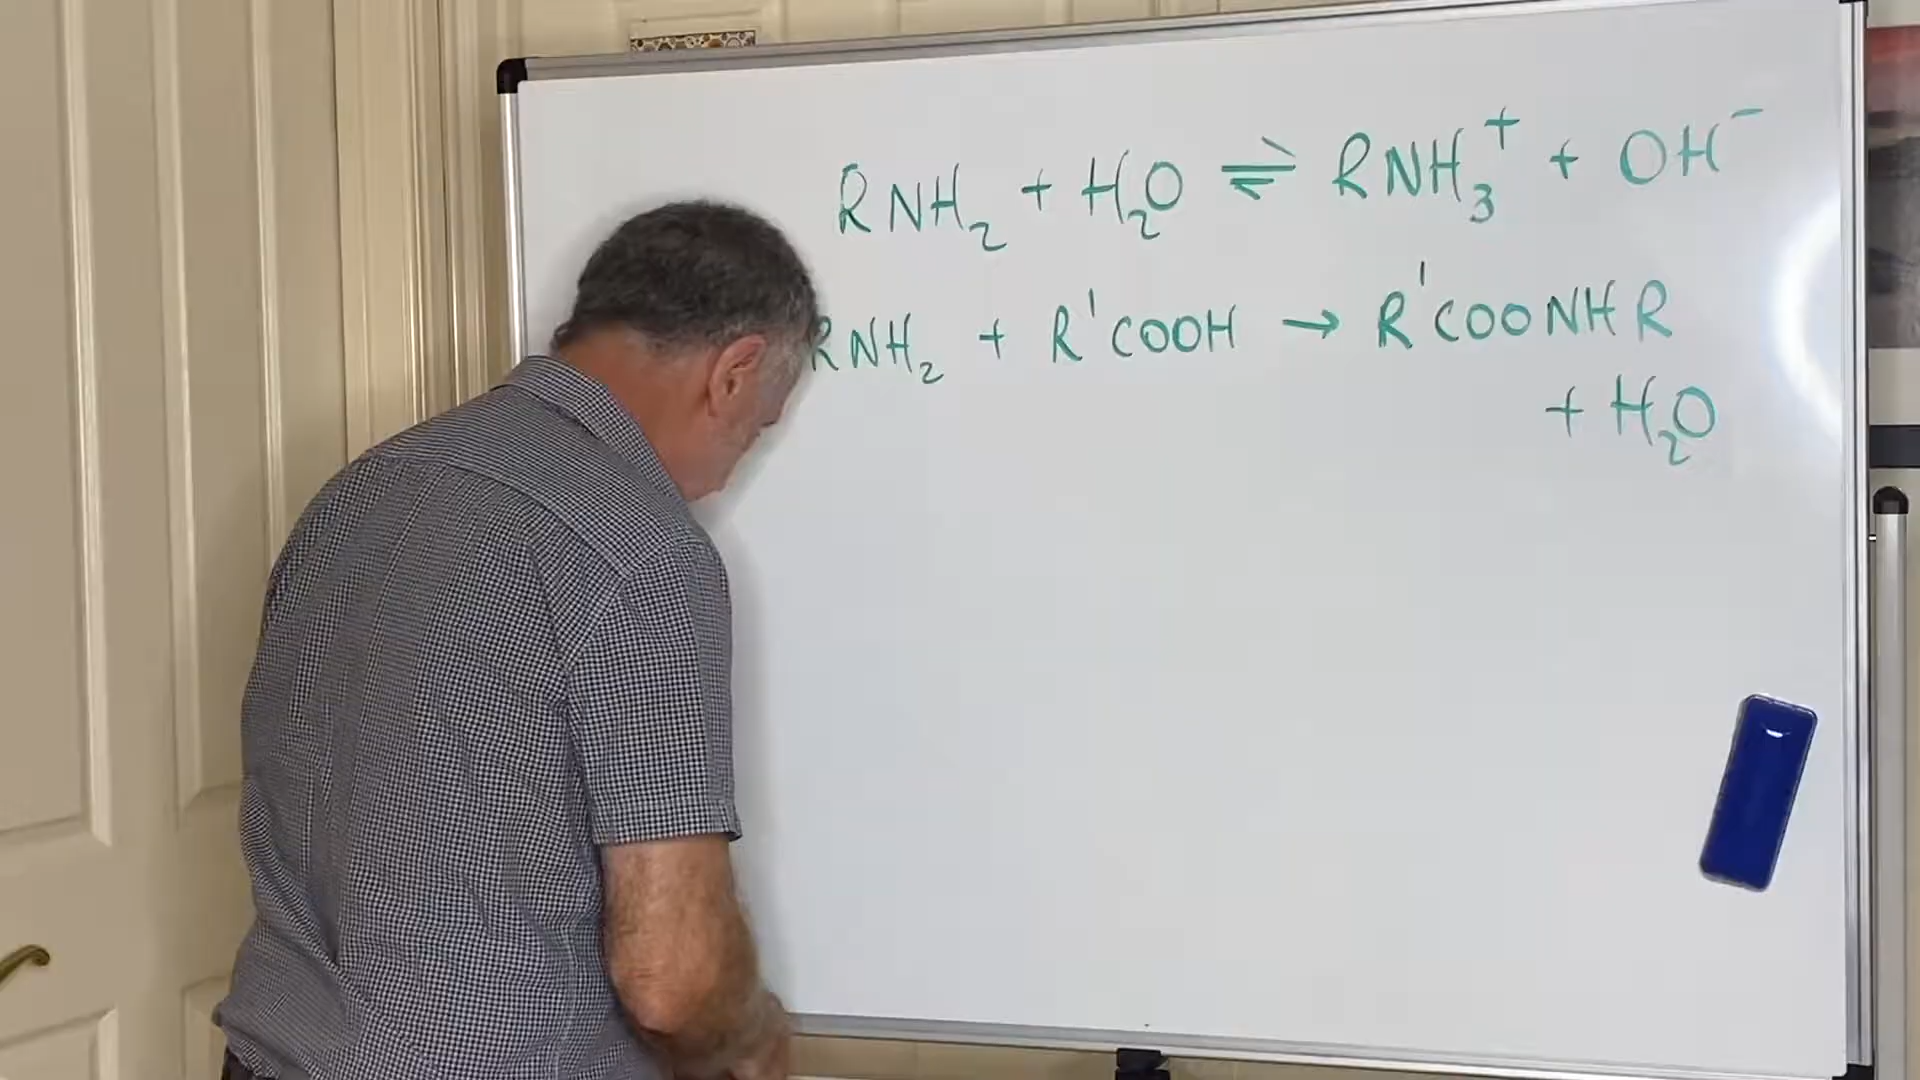 RNH₂ + H₂O ⇌ RNH₃⁺ + OH⁻
RNH₂ + R'COOH → R'COONHR
+ H₂O